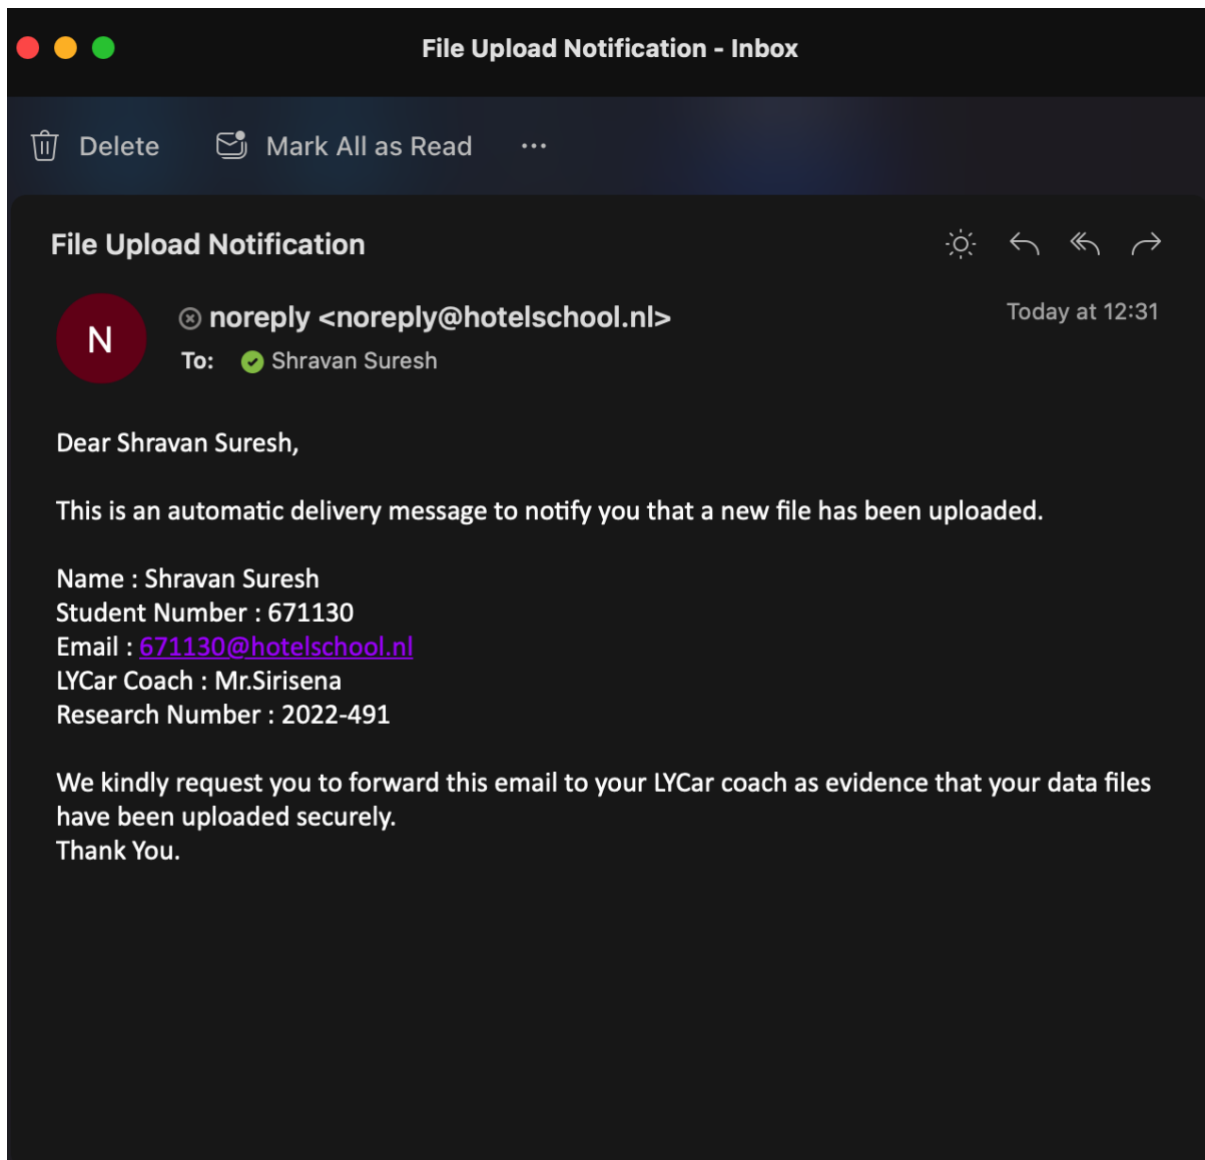 File Upload Notification - Inbox
Delete Mark All as Read ...
File Upload Notification
N
noreply <noreply@hotelschool.nl>
Today at 12:31
To: Shravan Suresh
Dear Shravan Suresh,
This is an automatic delivery message to notify you that a new file has been uploaded.
Name : Shravan Suresh
Student Number : 671130
Email : 671130@hotelschool.nl
LYCar Coach : Mr.Sirisena
Research Number : 2022-491
We kindly request you to forward this email to your LYCar coach as evidence that your data files
have been uploaded securely.
Thank You.